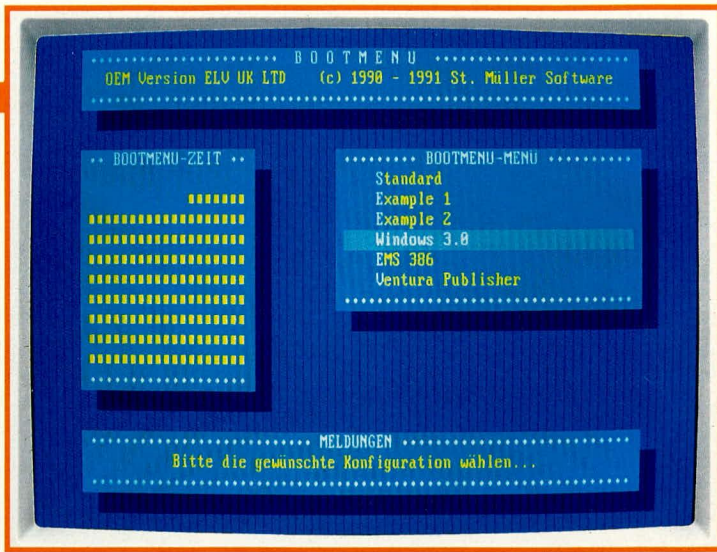 BOOTMENU
OEM Version ELV UK LTD (c) 1990 - 1991 St. Müller Software
BOOTMENU-ZEIT
BOOTMENU-MENU
Standard
Example 1
Example 2
Windows 3.0
EMS 386
Ventura Publisher
MELDUNGEN
Bitte die gewünschte Konfiguration wählen...